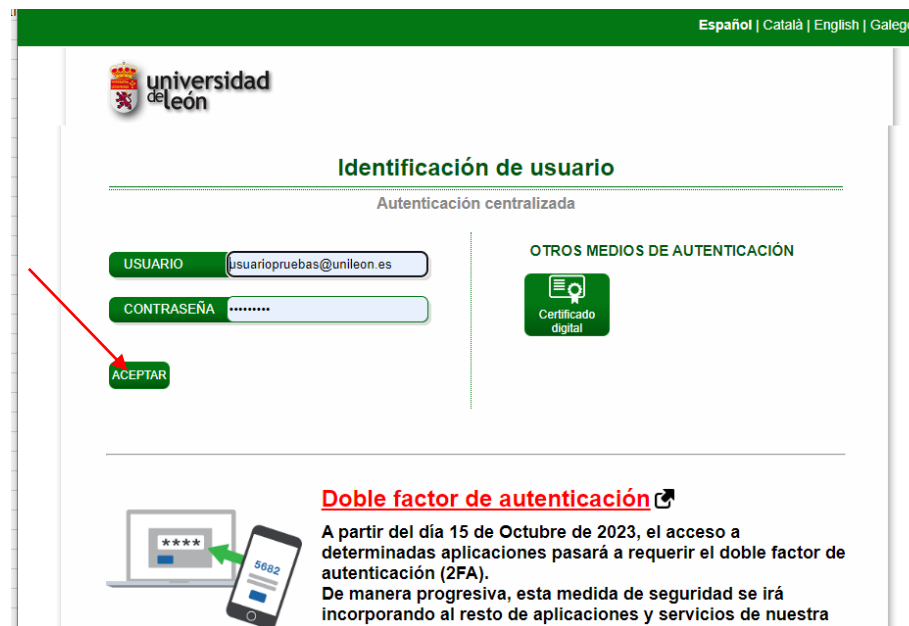 Español | Català | English | Galego
universidad
de león
Identificación de usuario
Autenticación centralizada
USUARIO usuariopruebas@unileon.es
CONTRASEÑA •••••••••
ACEPTAR
OTROS MEDIOS DE AUTENTICACIÓN
Certificado
digital
Doble factor de autenticación
A partir del día 15 de Octubre de 2023, el acceso a
determinadas aplicaciones pasará a requerir el doble factor de
autenticación (2FA).
De manera progresiva, esta medida de seguridad se irá
incorporando al resto de aplicaciones y servicios de nuestra
****
5682